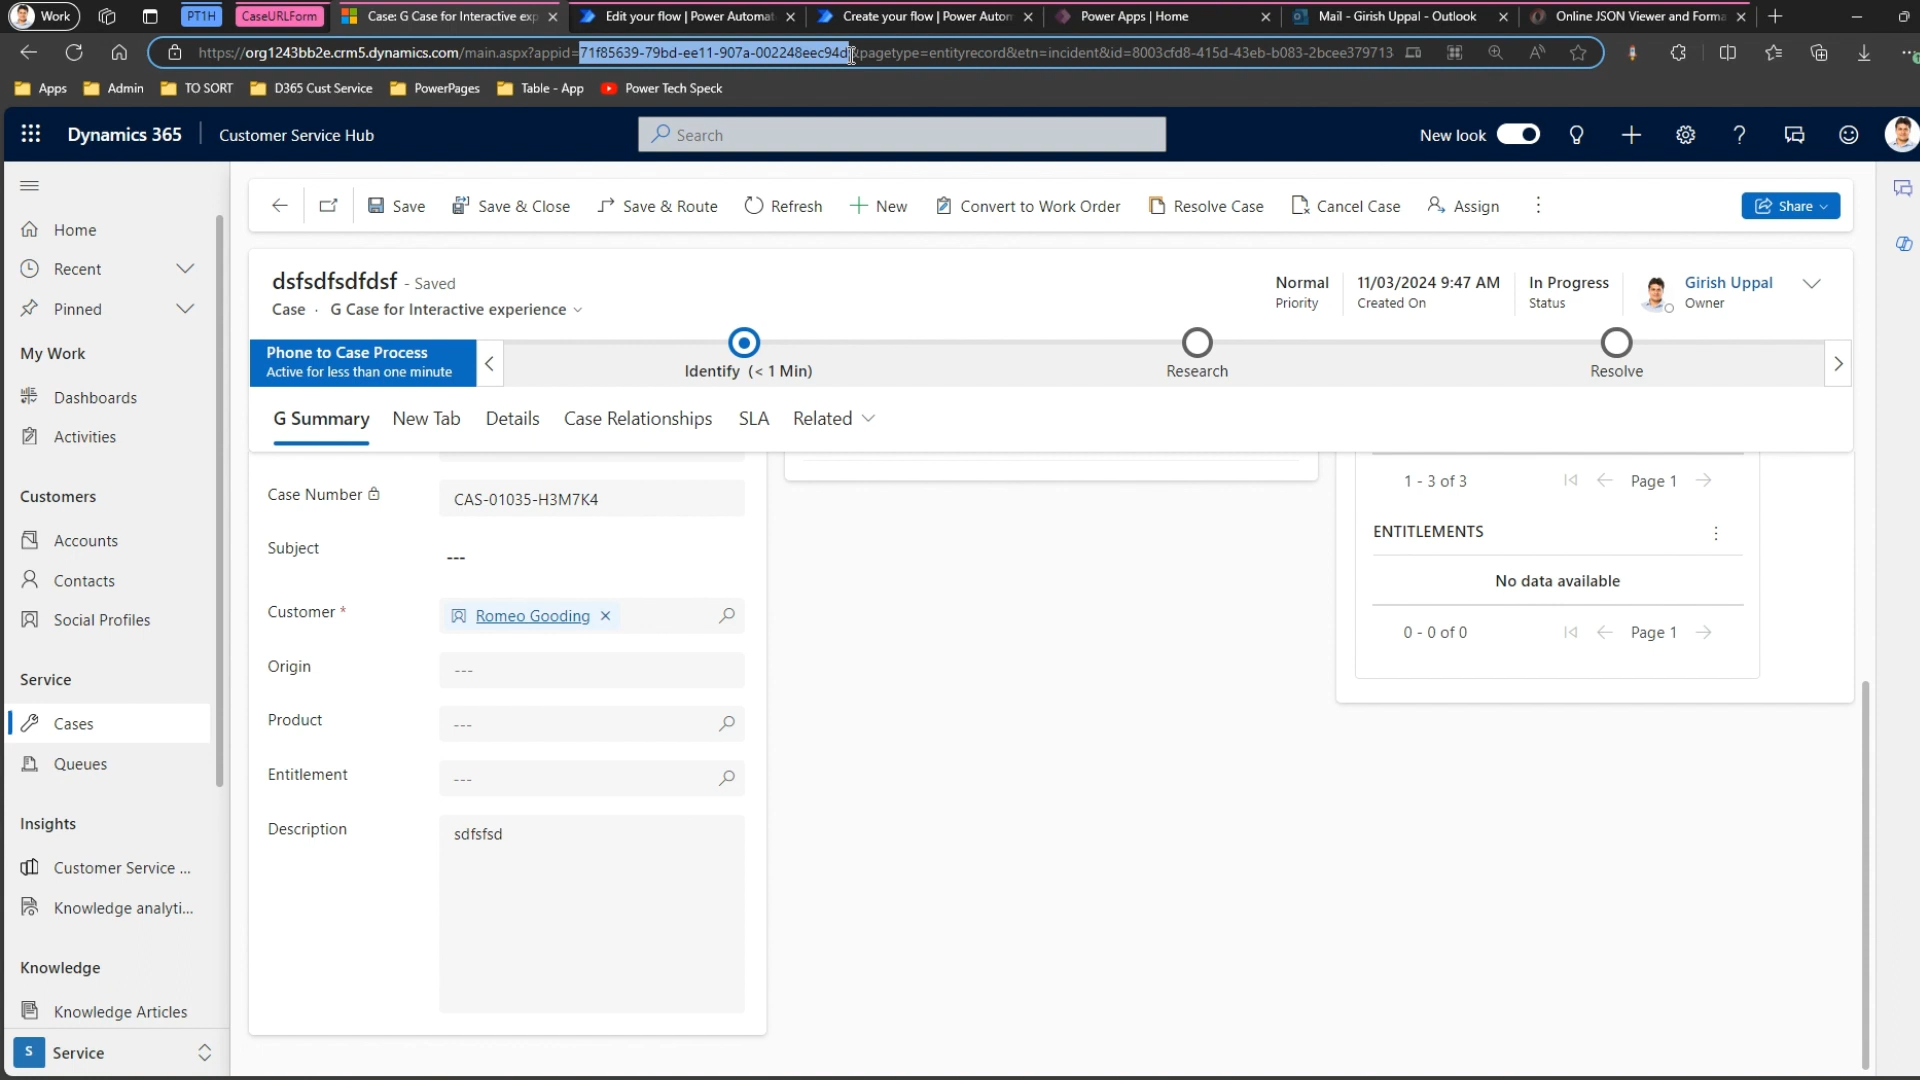 Work
PT1H
CaseURLForm
Case: G Case for Interactive exp
Edit your flow | Power Automat
Create your flow | Power Autom
Power Apps | Home
Mail - Girish Uppal - Outlook
Online JSON Viewer and Forma
https://org1243bb2e.crm5.dynamics.com/main.aspx?appid=71f85639-79bd-ee11-907a-002248eec94d&pagetype=entityrecord&etn=incident&id=8003cfd8-415d-43eb-b083-2bcee379713
Apps
Admin
TO SORT
D365 Cust Service
PowerPages
Table - App
Power Tech Speck
Dynamics 365
Customer Service Hub
Search
New look
Save
Save & Close
Save & Route
Refresh
New
Convert to Work Order
Resolve Case
Cancel Case
Assign
Share
Home
Recent
Pinned
My Work
Dashboards
Activities
Customers
Accounts
Contacts
Social Profiles
Service
Cases
Queues
Insights
Customer Service ...
Knowledge analyti...
Knowledge
Knowledge Articles
S Service
dsfsdfsdfdsf - Saved
Case · G Case for Interactive experience
Normal
Priority
11/03/2024 9:47 AM
Created On
In Progress
Status
Girish Uppal
Owner
Phone to Case Process
Active for less than one minute
Identify (< 1 Min)
Research
Resolve
G Summary
New Tab
Details
Case Relationships
SLA
Related
Case Number
CAS-01035-H3M7K4
Subject
---
Customer *
Romeo Gooding
Origin
---
Product
---
Entitlement
---
Description
sdfsfsd
1 - 3 of 3
Page 1
ENTITLEMENTS
No data available
0 - 0 of 0
Page 1